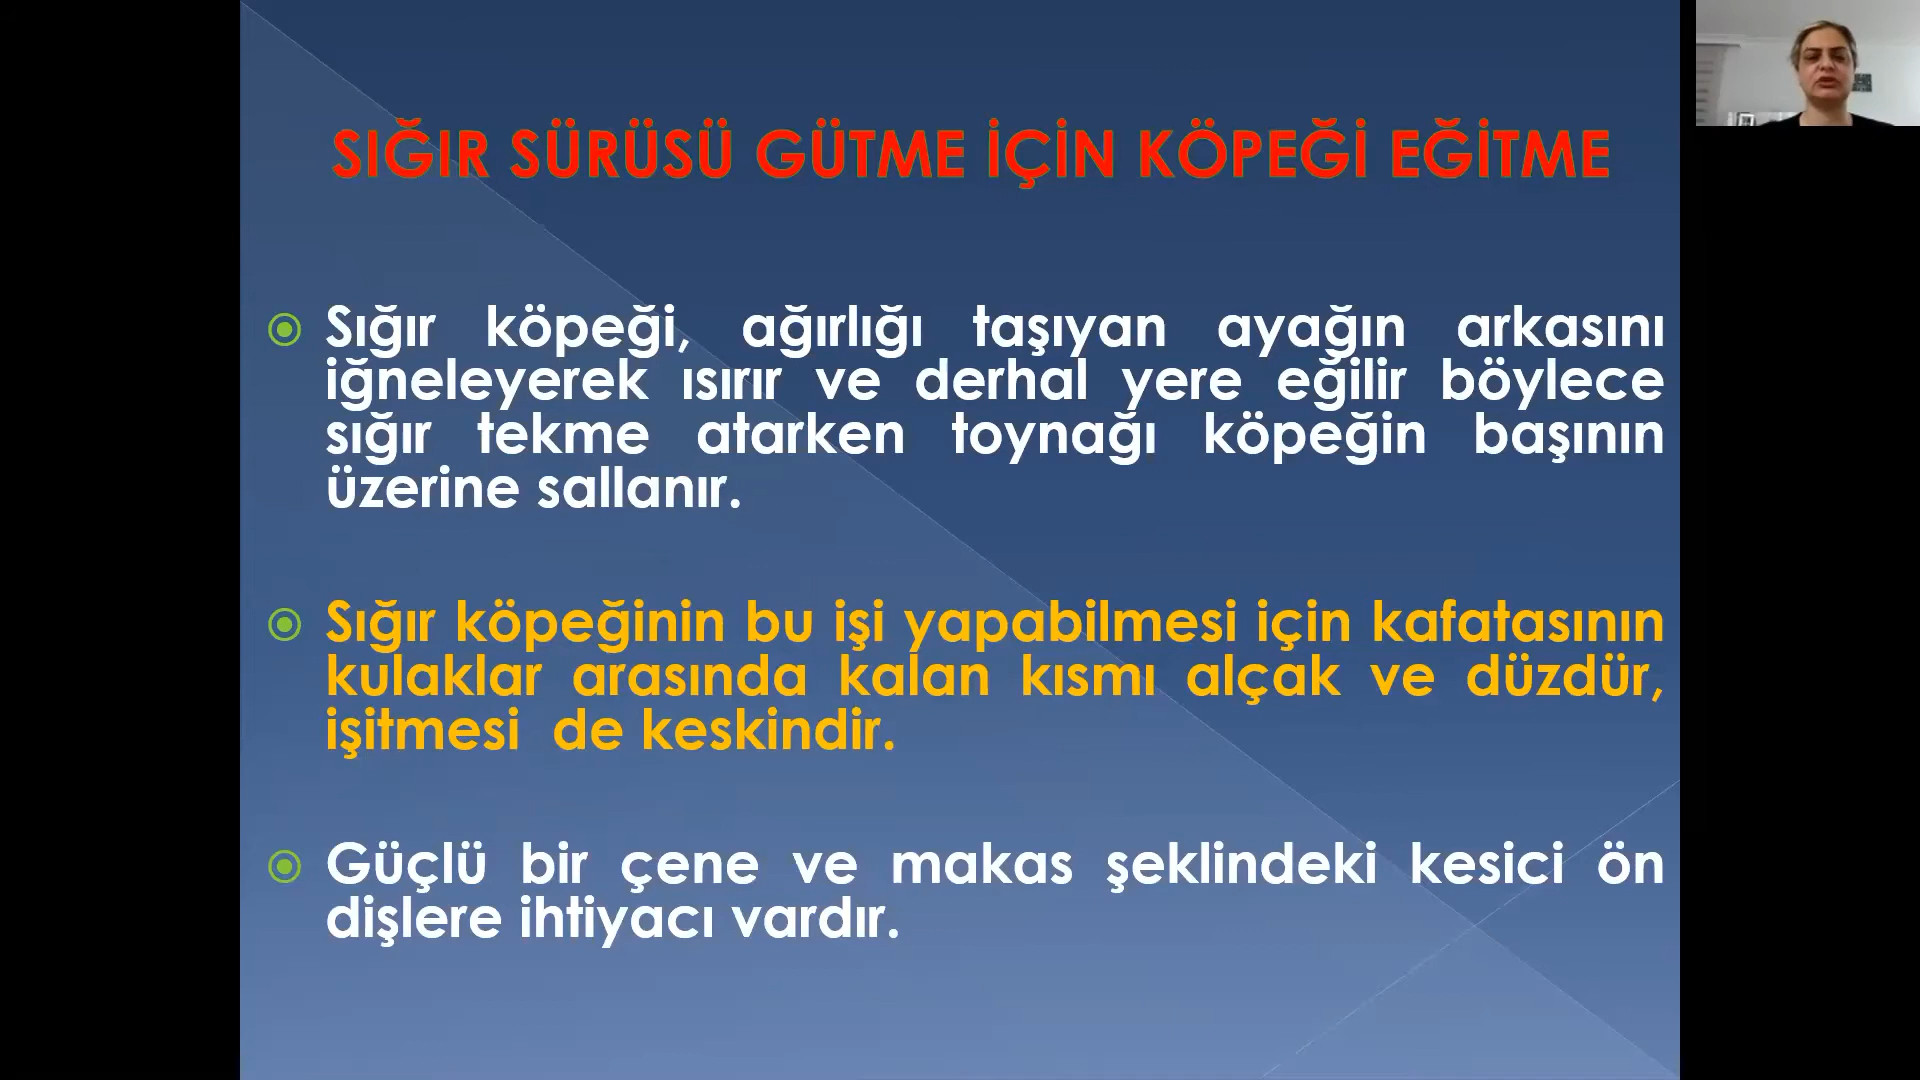 SIĞIR SÜRÜSÜ GÜTME İÇİN KÖPEĞİ EĞİTME
Sığır köpeği, ağırlığı taşıyan ayağın arkasını
iğneleyerek ısırır ve derhal yere eğilir böylece
sığır tekme atarken toynağı köpeğin başının
üzerine sallanır.
Sığır köpeğinin bu işi yapabilmesi için kafatasının
kulaklar arasında kalan kısmı alçak ve düzdür,
işitmesi de keskindir.
Güçlü bir çene ve makas şeklindeki kesici ön
dişlere ihtiyacı vardır.